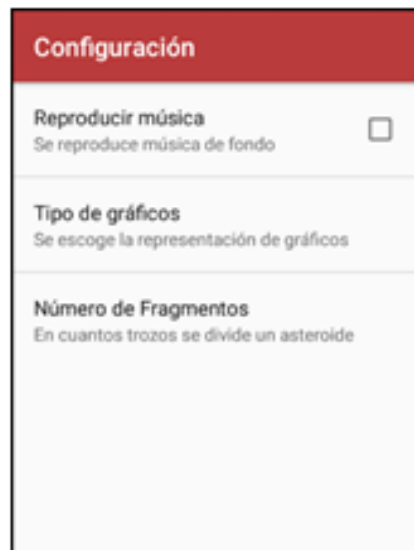 Configuración
Reproducir música
Se reproduce música de fondo
Tipo de gráficos
Se escoge la representación de gráficos
Número de Fragmentos
En cuantos trozos se divide un asteroide